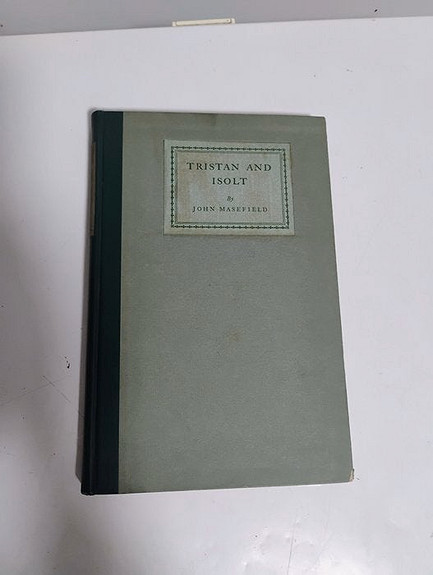 TRISTAN AND
ISOLT
By
JOHN MASEFIELD